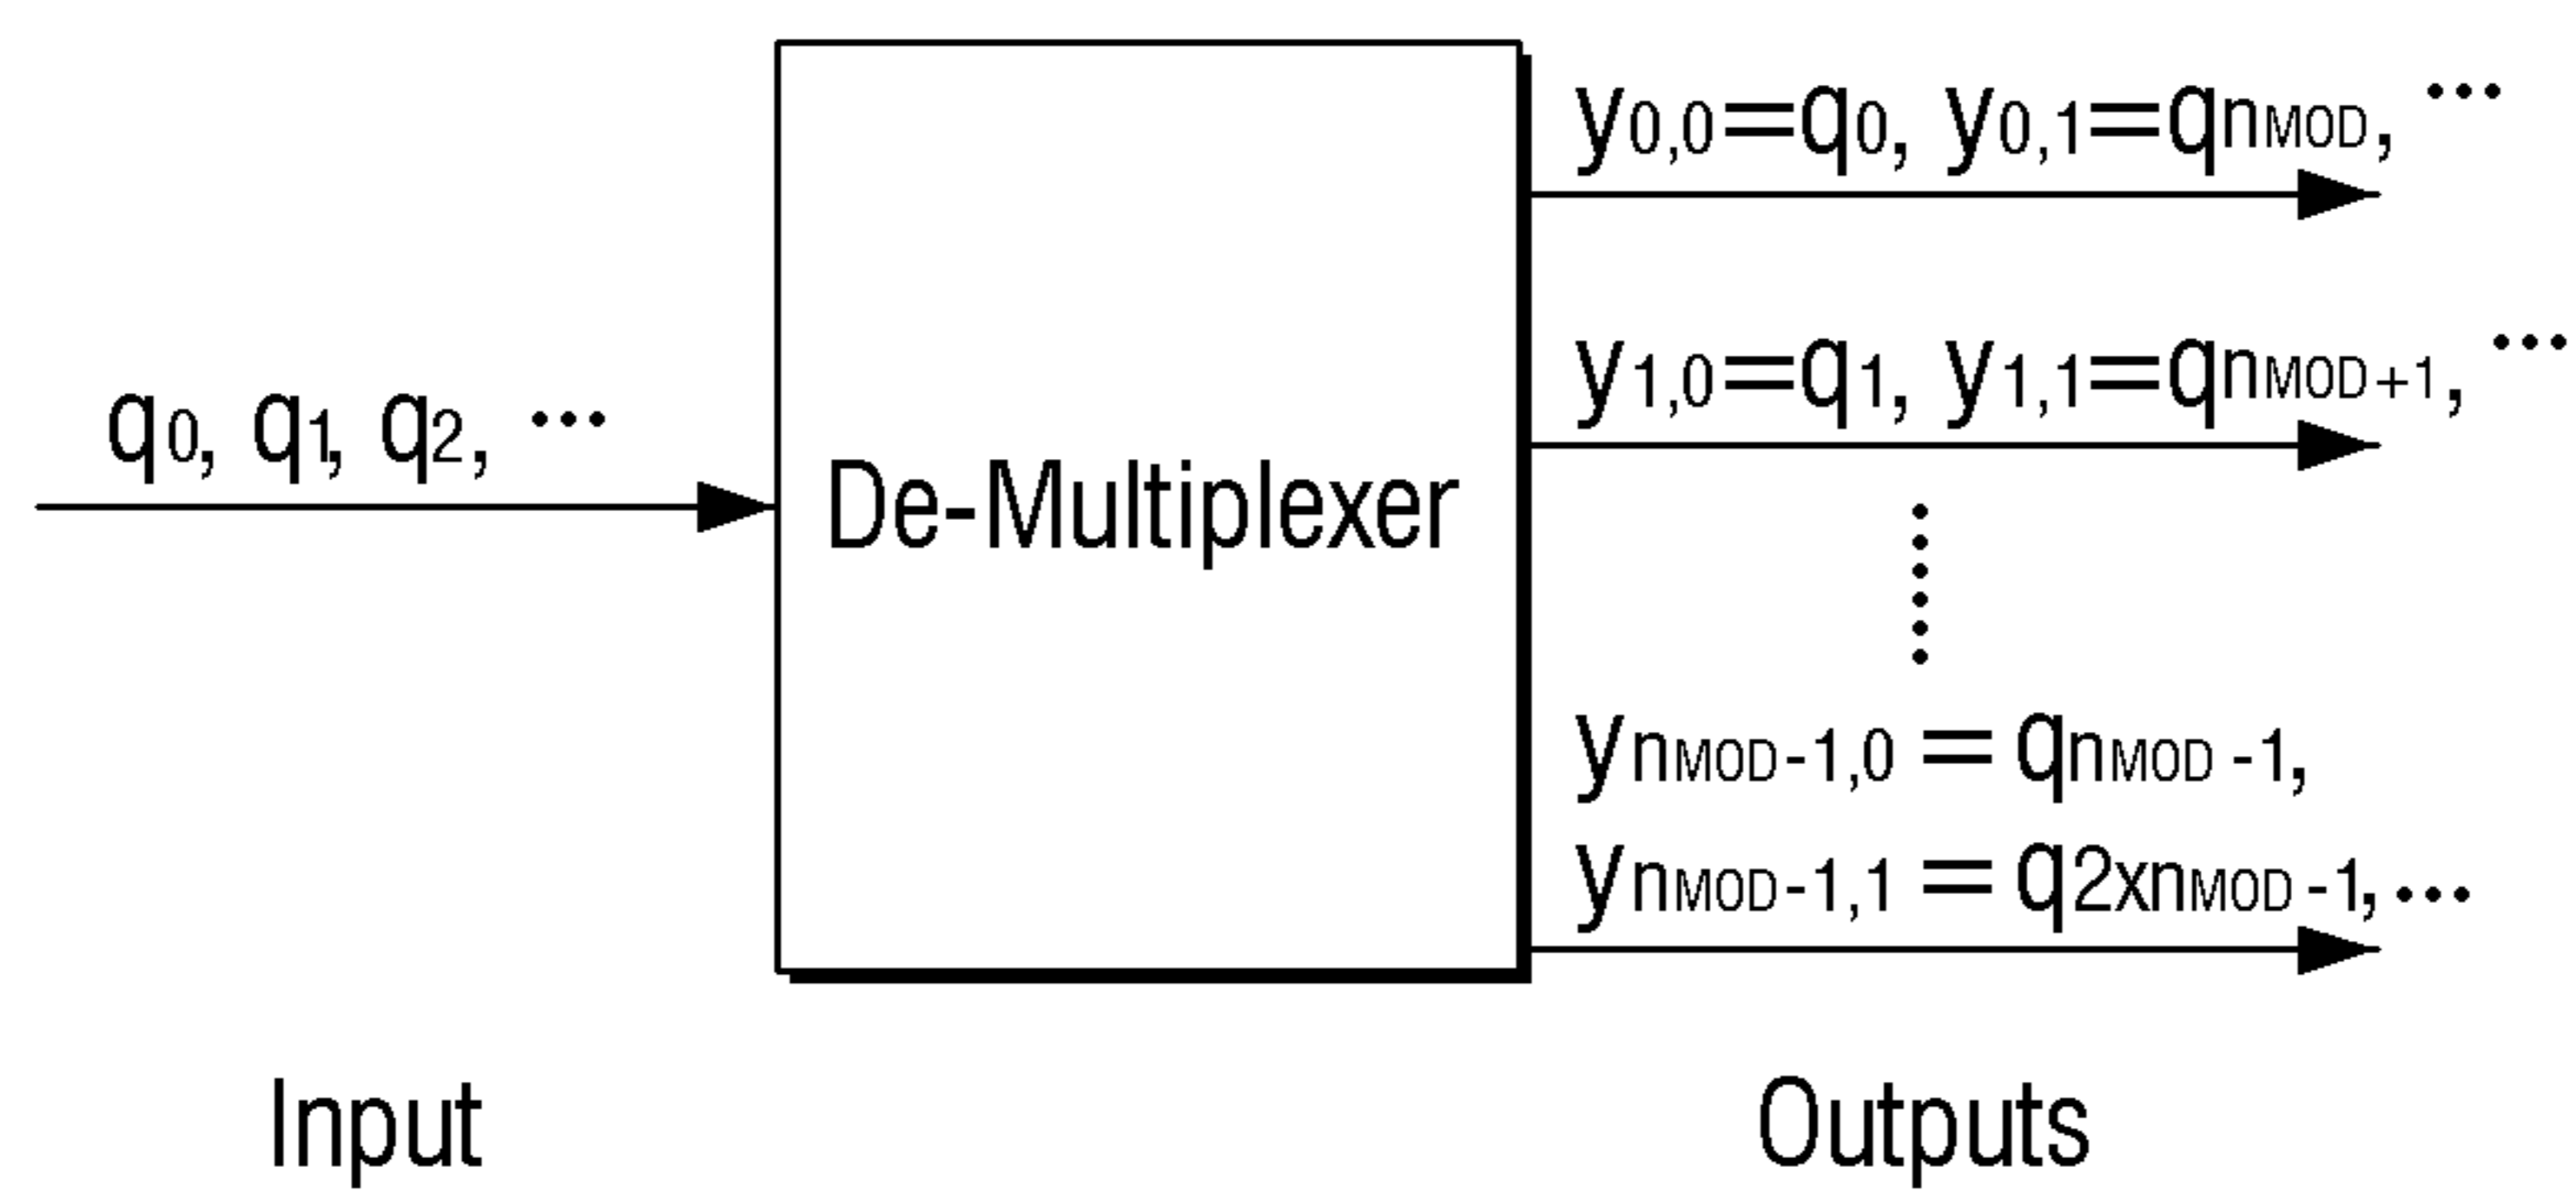 y0,0=q0, y0,1=qnMOD, ...
q0, q1, q2, ...
y1,0=q1, y1,1=qnMOD+1, ...
De-Multiplexer
ynMOD-1,0 = qnMOD -1,
ynMOD-1,1 = q2xnMOD -1, ...
Input
Outputs